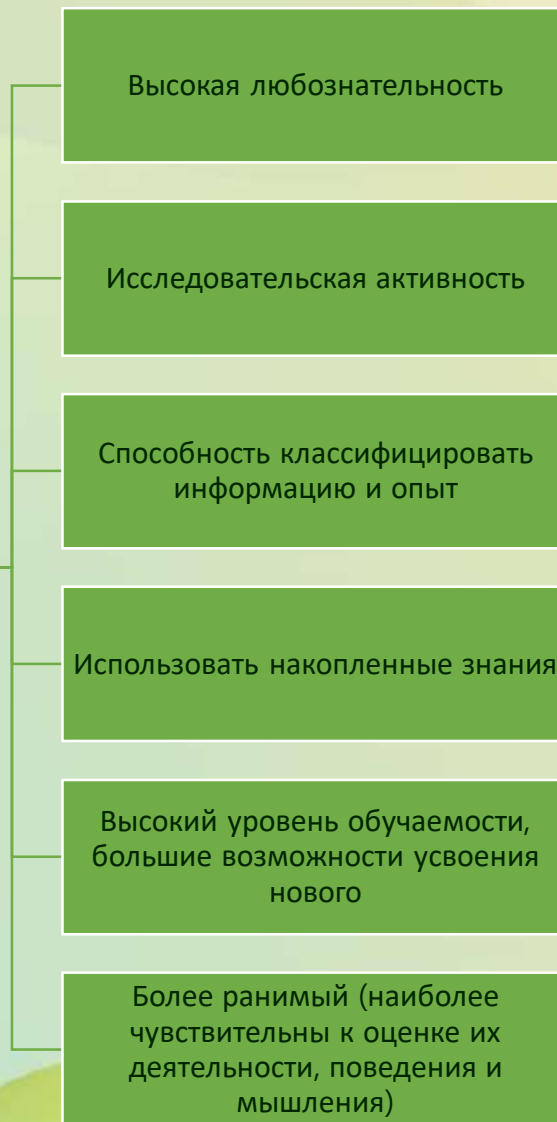 Высокая любознательность
Исследовательская активность
Способность классифицировать
информацию и опыт
Использовать накопленные знания
Высокий уровень обучаемости,
большие возможности усвоения
нового
Более ранимый (наиболее
чувствительны к оценке их
деятельности, поведения и
мышления)